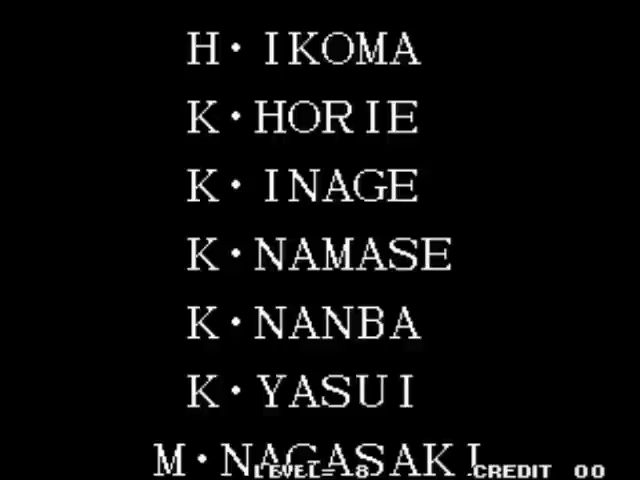 H・IKOMA
K・HORIE
K・INAGE
K・NAMASE
K・NANBA
K・YASUI
M・NAGASAKI
LEVEL= 8 CREDIT 00